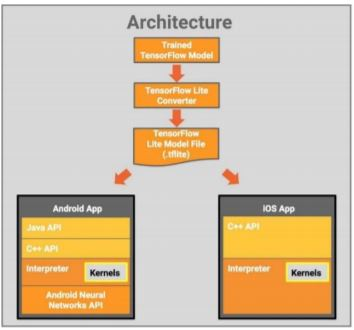 Architecture
Trained
TensorFlow Model
TensorFlow Lite
Converter
TensorFlow
Lite Model File
(.tflite)
Android App
Java API
C++ API
Interpreter
Kernels
Android Neural
Networks API
iOS App
C++ API
Interpreter
Kernels